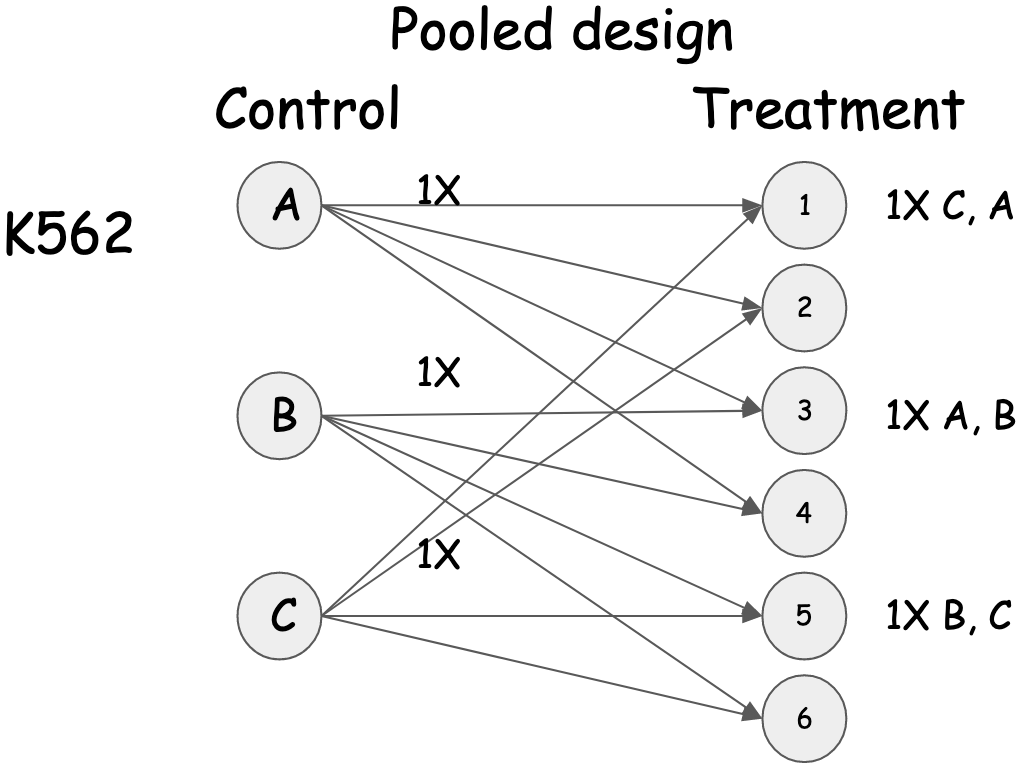 Pooled design
Control
Treatment
K562
A
1X
1
1X C, A
2
B
1X
3
1X A, B
4
C
1X
5
1X B, C
6